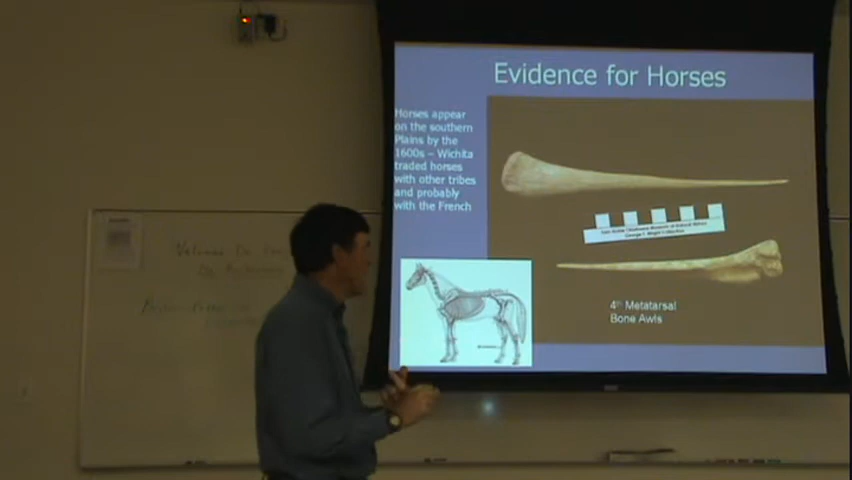 Evidence for Horses
Horses appear
on the southern
Plains by the
1600s – Wichita
traded horses
with other tribes
and probably
with the French
4th Metatarsal
Bone Awls